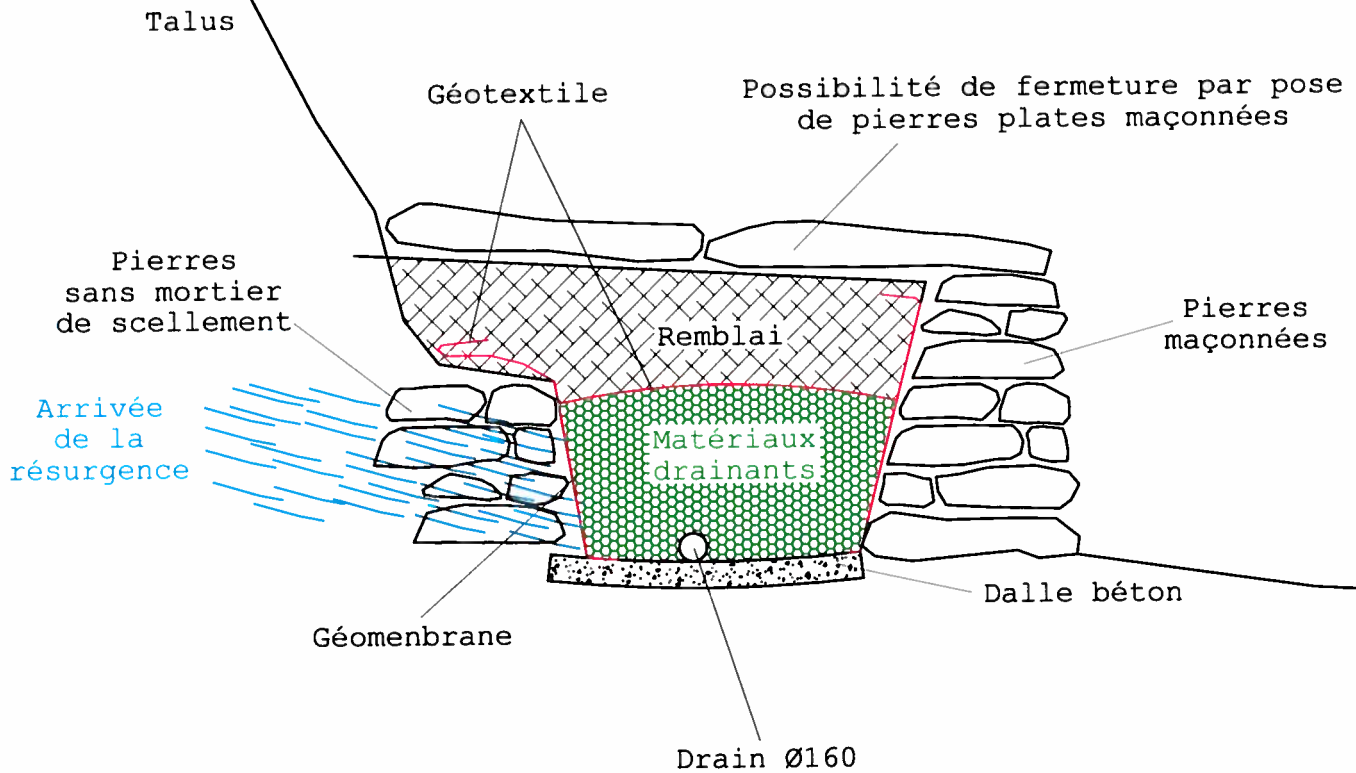 Talus
Géotextile
Possibilité de fermeture par pose
de pierres plates maçonnées
Pierres
sans mortier
de scellement
Remblai
Pierres
maçonnées
Arrivée
de la
résurgence
Matériaux
drainants
Dalle béton
Géomenbrane
Drain Ø160